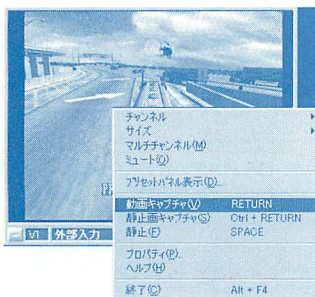 チャンネル
サイズ
マルチチャンネル(M)
ミュート(Q)
プリセットパネル表示(D)...
動画キャプチャ(V) RETURN
静止画キャプチャ(S) Ctrl + RETURN
静止(F) SPACE
プロパティ(P)...
ヘルプ(H)
終了(C) Alt + F4
V1 外部入力